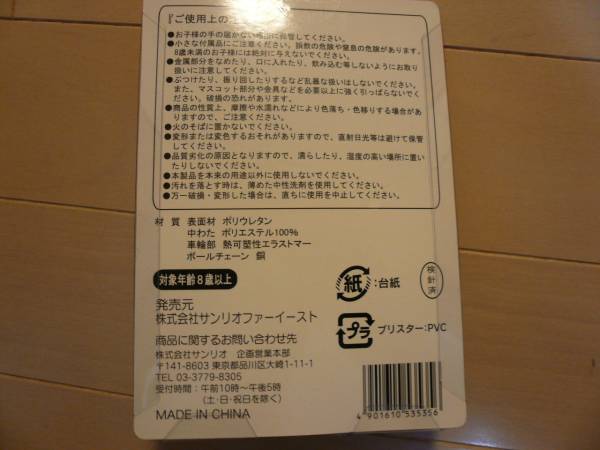 『ご使用上の
●お子様の手の届かない場所に保管してください。
●小さな付属品にご注意ください。誤飲の危険や窒息の危険があります。
8歳未満のお子様には絶対に与えないでください。
●金属部分をなめたり、口に入れたり、飲み込む等しないようにお取り
扱いに注意してください。
●ぶつけたり、振り回したりするなど乱暴な扱いはしないでください。
また、マスコット部分や金具などを必要以上に強く引っぱらないでく
ださい。破損の恐れがあります。
●商品の性質上、摩擦や水濡れなどにより色落ち・色移りする場合があ
りますので、ご注意ください。
●火のそばに置かないでください。
●変形または変色するおそれがありますので、直射日光等は避けて保管
してください。
●品質劣化の原因となりますので、濡らしたり、湿度の高い場所に置い
たりしないでください。
●本製品を本来の用途以外に使用しないでください。
●汚れを落とす時は、薄めた中性洗剤を使用してください。
●万一破損・変形した場合は、直ちに使用を中止してください。
材 質 表面材 ポリウレタン
中わた ポリエステル100%
車輪部 熱可塑性エラストマー
ボールチェーン 銅
対象年齢8歳以上
紙:台紙
検針済
発売元
株式会社サンリオファーイースト
プラ ブリスター:PVC
商品に関するお問い合わせ先
株式会社サンリオ 企画営業本部
〒141-8603 東京都品川区大崎1-11-1
TEL 03-3779-8305
受付時間:午前10時～午後5時
(土・日・祝日を除く)
MADE IN CHINA
4 901610 535356